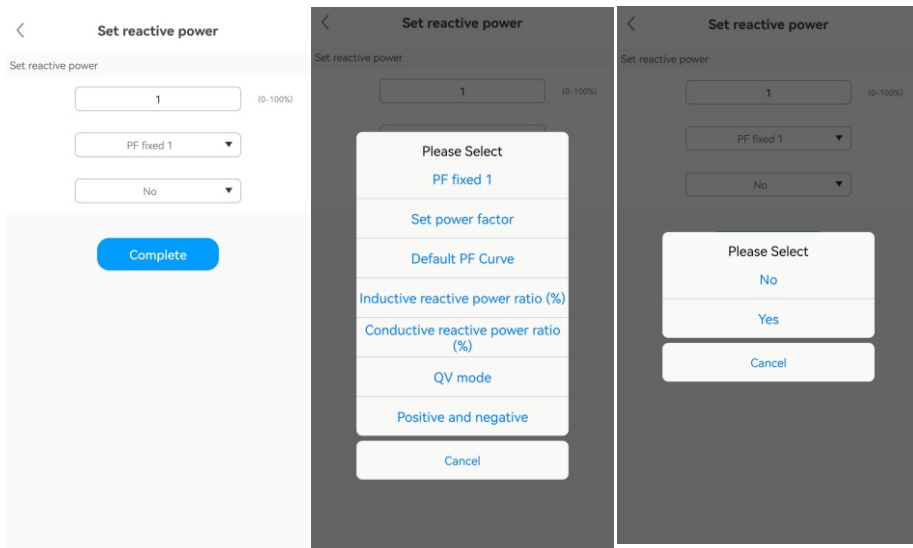 Set reactive power
Set reactive power
1
(0-100%)
PF fixed 1
No
Complete
Set reactive power
Set reactive power
1
(0-100%)
Please Select
PF fixed 1
Set power factor
Default PF Curve
Inductive reactive power ratio (%)
Conductive reactive power ratio
(%)
QV mode
Positive and negative
Cancel
Set reactive power
Set reactive power
1
(0-100%)
PF fixed 1
No
Please Select
No
Yes
Cancel